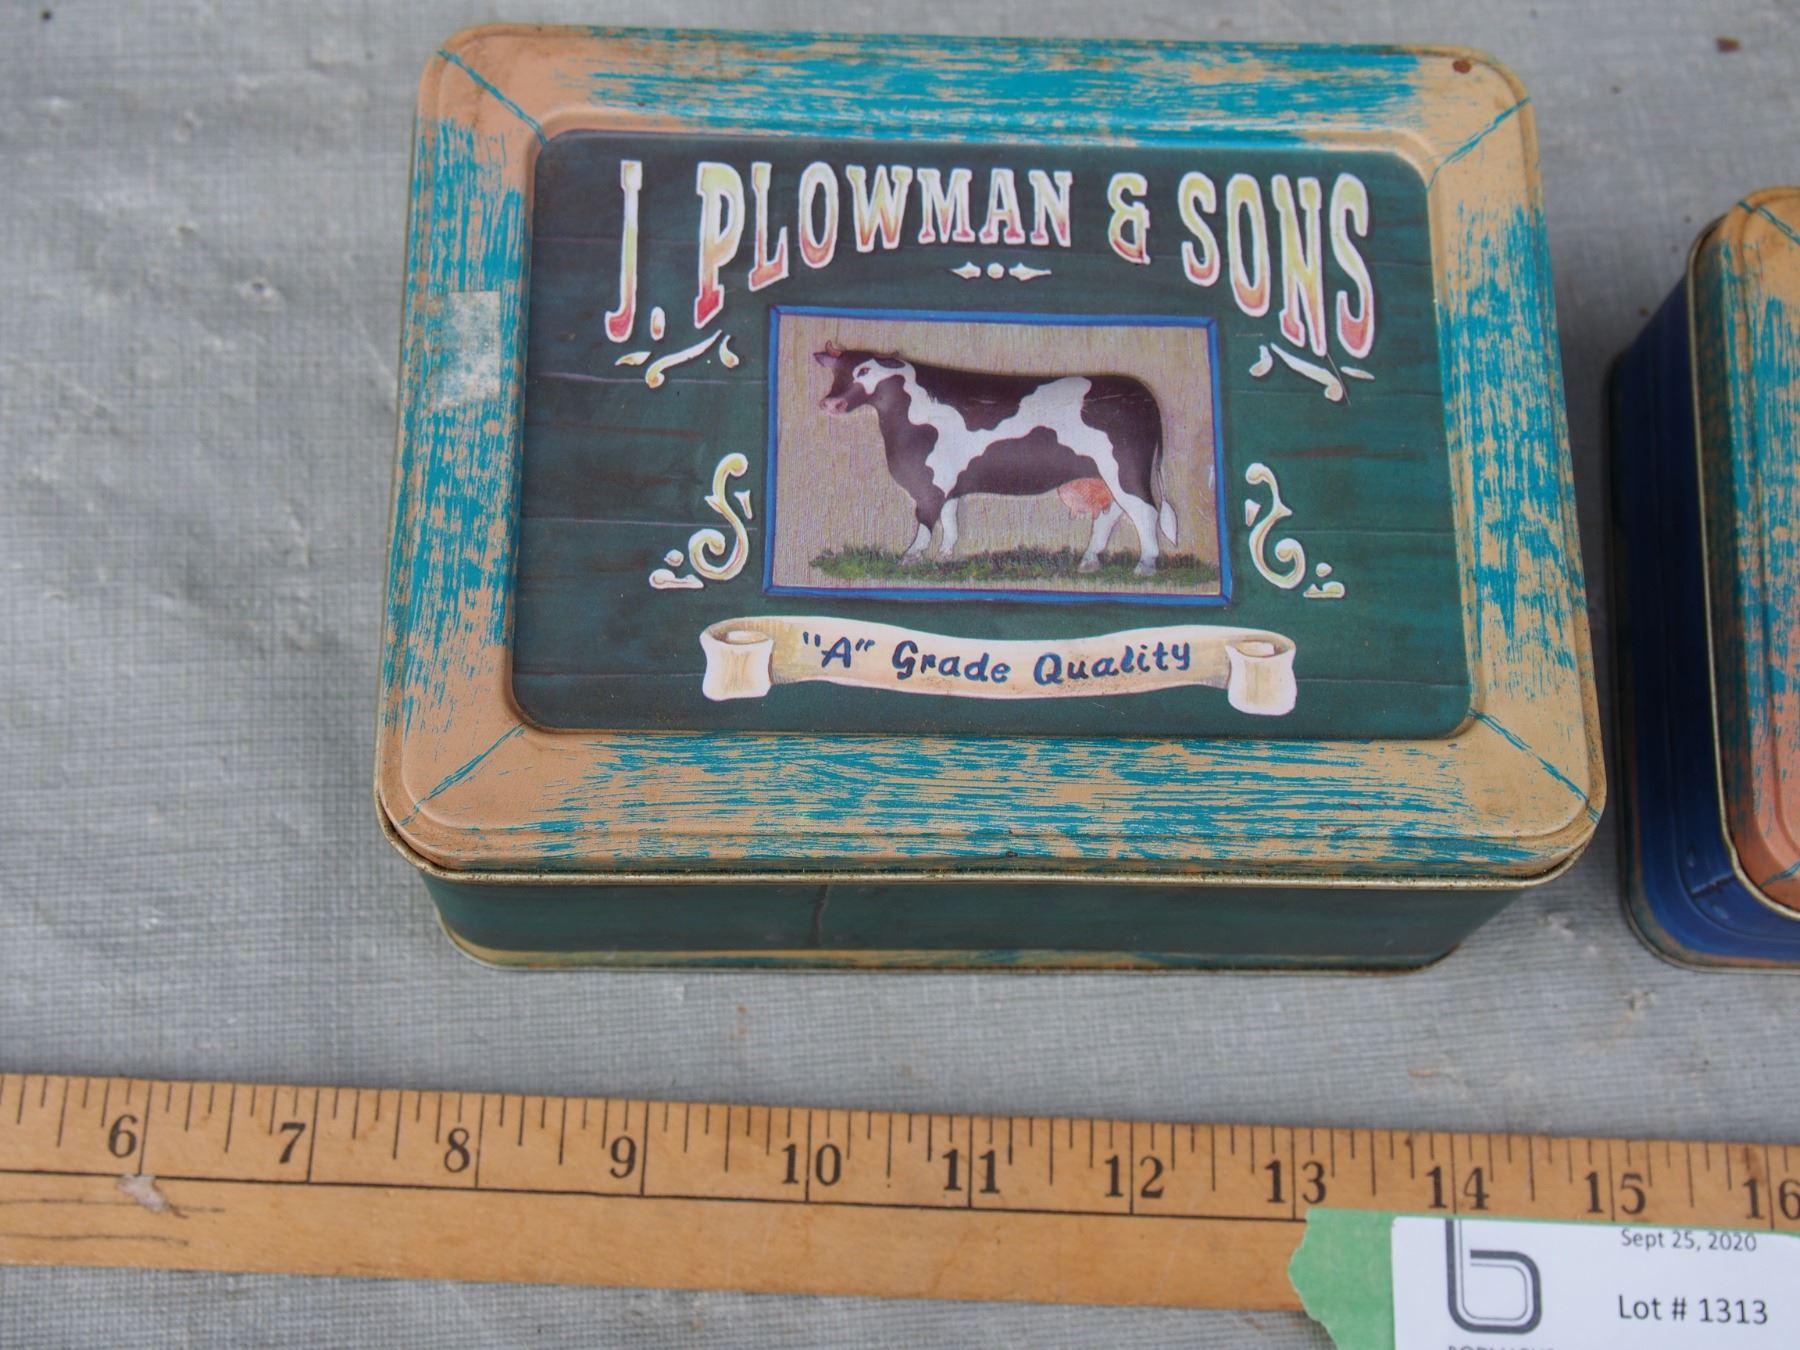 J. PLOWMAN & SONS
"A" Grade Quality
6 7 8 9 10 11 12 13 14 15 16
Sept 25, 2020
Lot # 1313